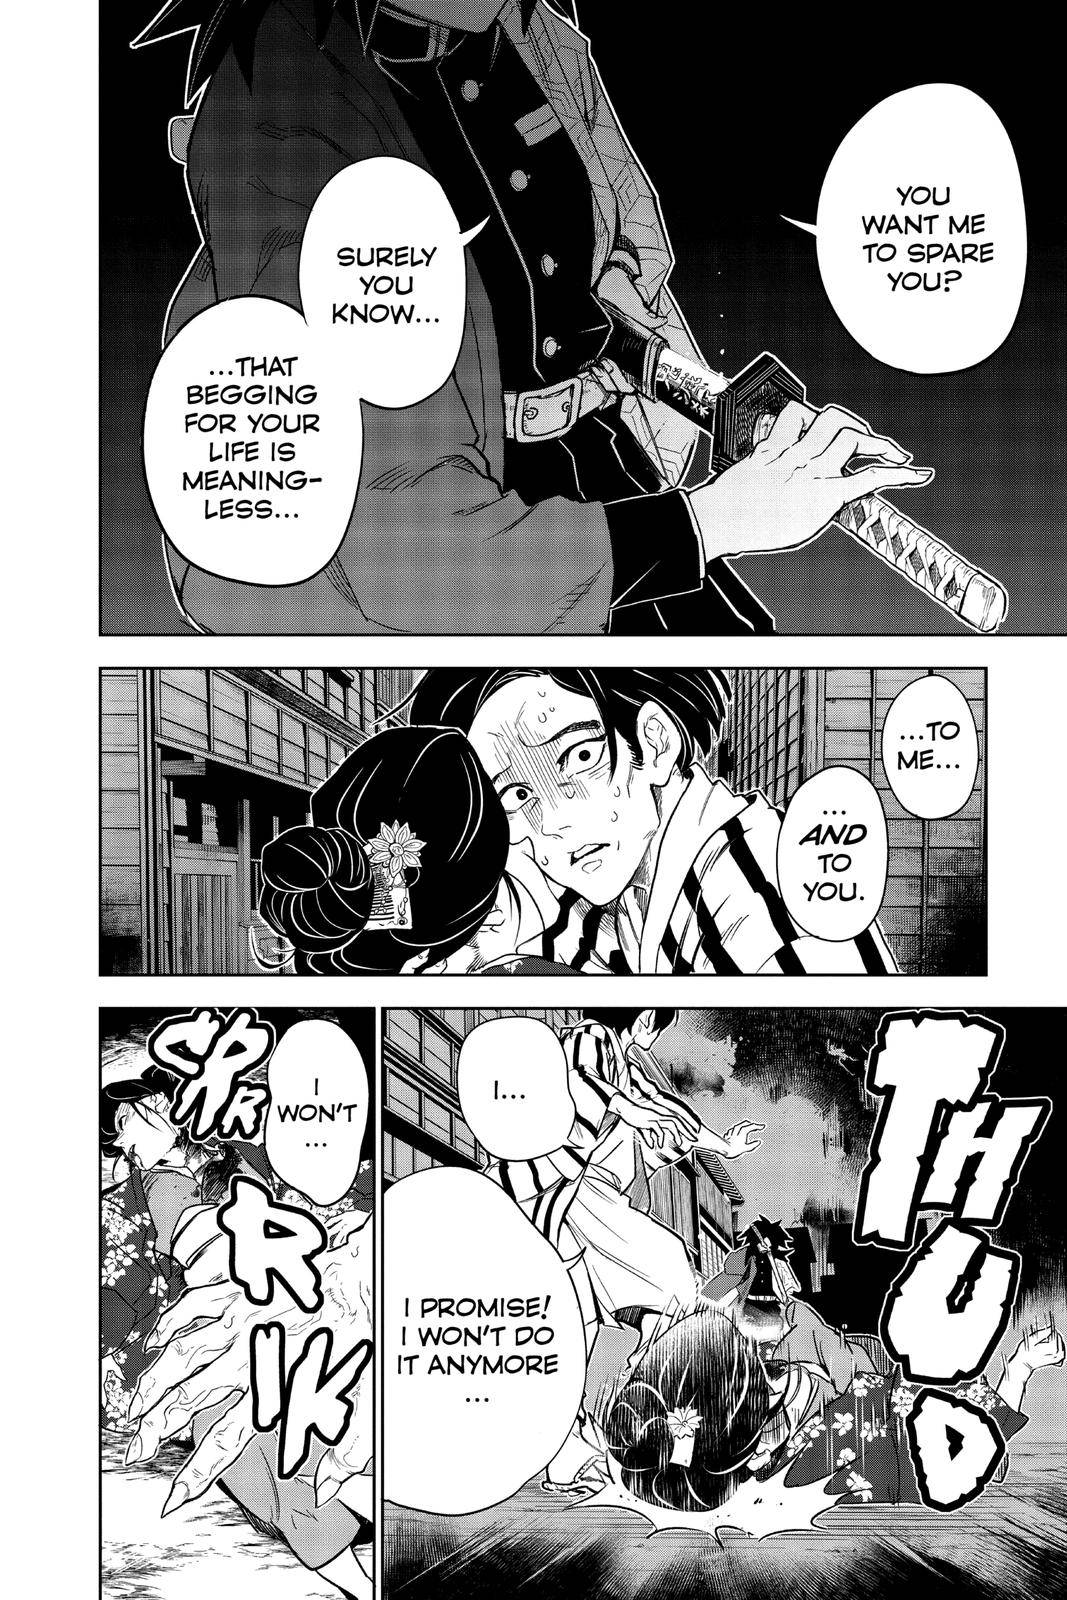 YOU
WANT ME
TO SPARE
YOU?
SURELY
YOU
KNOW...
...THAT
BEGGING
FOR YOUR
LIFE IS
MEANING-
LESS...
...TO
ME...
...
AND
TO
YOU.
THUD
I...
I PROMISE!
I WON'T DO
IT ANYMORE
...
I
WON'T
...
CRRRIK